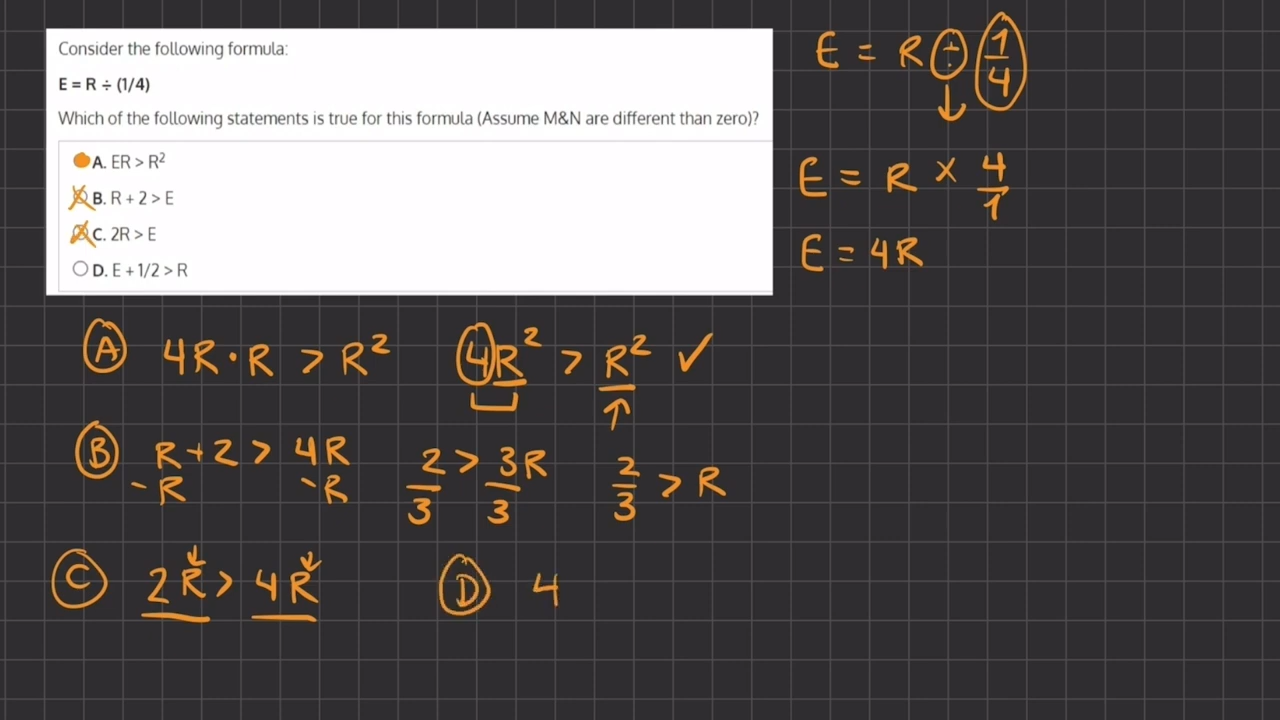 Consider the following formula:
E = R ÷ (1/4)
Which of the following statements is true for this formula (Assume M&N are different than zero)?
A. ER > R²
B. R + 2 > E
C. 2R > E
D. E + 1/2 > R
E = R ÷ 1/4
E = R × 4/1
E = 4R
A 4R · R > R² 4R² > R² ✓
B R + 2 > 4R 2/3 > 3R/3 2/3 > R
- R - R
C 2R > 4R D 4